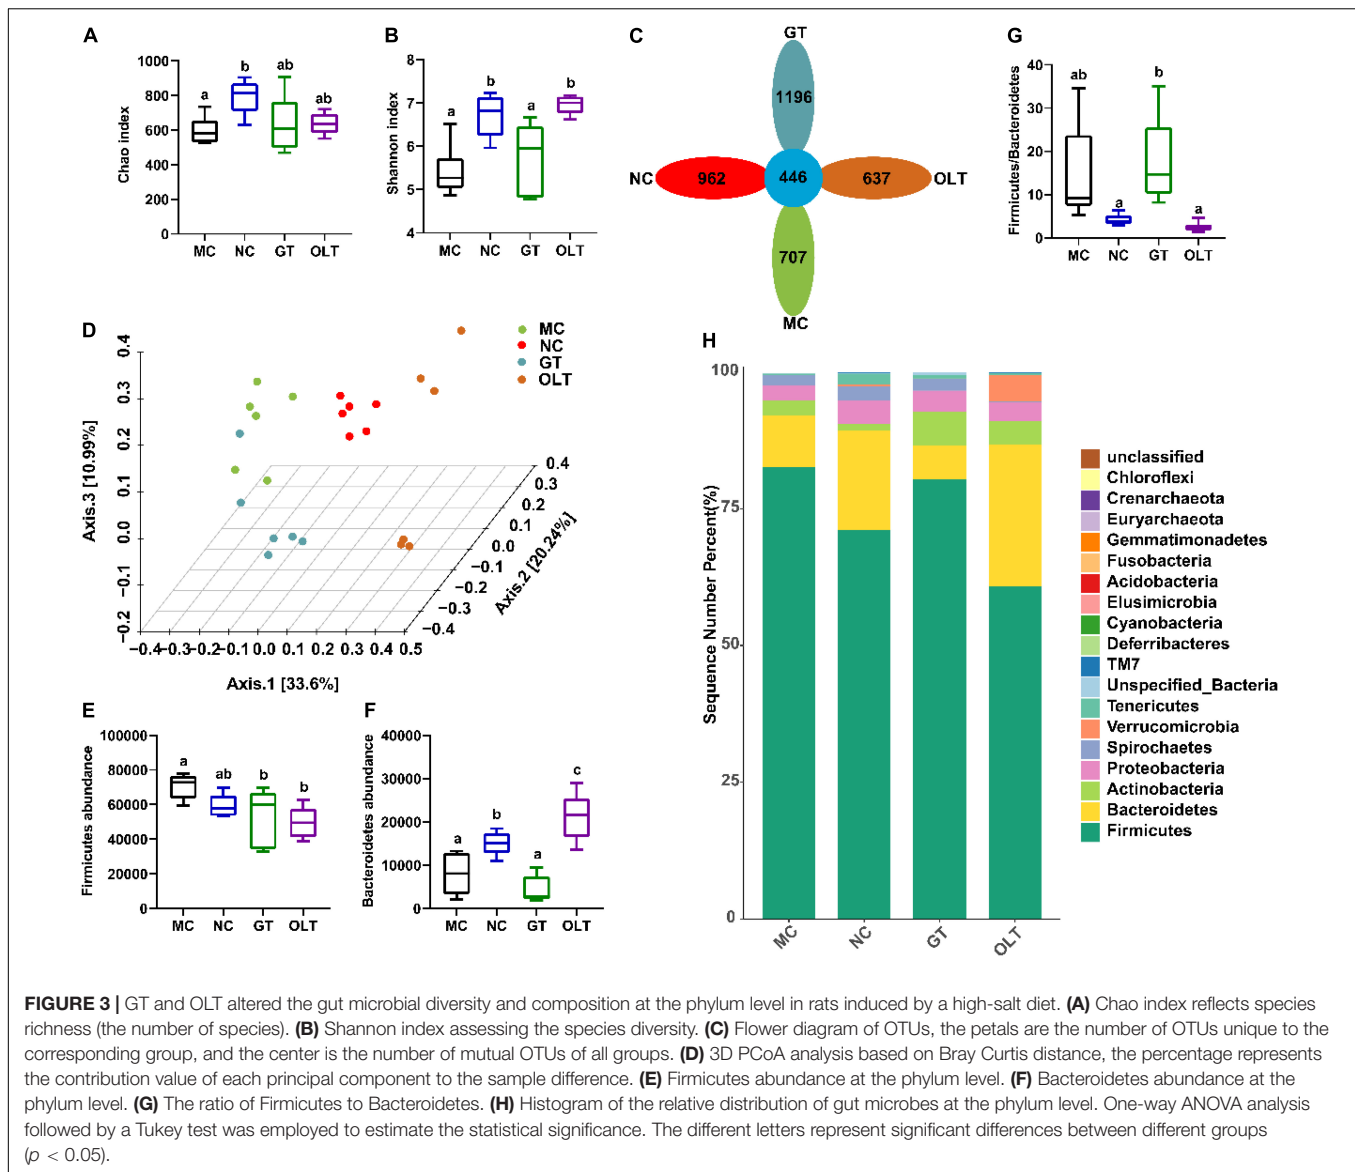 A
Chao index
1000
800
600
400
200
0
a
b
ab
ab
MC NC GT OLT
B
Shannon index
8
7
6
5
4
a
b
a
b
MC NC GT OLT
C
GT
1196
NC
962
446
637
OLT
707
MC
G
Firmicutes/Bacteroidetes
40
30
20
10
0
ab
a
b
a
MC NC GT OLT
D
MC
NC
GT
OLT
Axis.3 [10.99%]
0.4
0.3
0.2
0.1
0.0
−0.1
−0.2
−0.4 −0.3 −0.2 −0.1 0.0 0.1 0.2 0.3 0.4 0.5
Axis.1 [33.6%]
0.4
0.3
0.2
0.1
0.0
−0.1
−0.2
−0.3
−0.4
Axis.2 [20.24%]
E
Firmicutes abundance
100000
80000
60000
40000
20000
0
a
ab
b
b
MC NC GT OLT
F
Bacteroidetes abundance
40000
30000
20000
10000
0
a
b
a
c
MC NC GT OLT
H
Sequence Number Percent(%)
100
75
50
25
0
MC NC GT OLT
unclassified
Chloroflexi
Crenarchaeota
Euryarchaeota
Gemmatimonadetes
Fusobacteria
Acidobacteria
Elusimicrobia
Cyanobacteria
Deferribacteres
TM7
Unspecified_Bacteria
Tenericutes
Verrucomicrobia
Spirochaetes
Proteobacteria
Actinobacteria
Bacteroidetes
Firmicutes
FIGURE 3 | GT and OLT altered the gut microbial diversity and composition at the phylum level in rats induced by a high-salt diet. (A) Chao index reflects species
richness (the number of species). (B) Shannon index assessing the species diversity. (C) Flower diagram of OTUs, the petals are the number of OTUs unique to the
corresponding group, and the center is the number of mutual OTUs of all groups. (D) 3D PCoA analysis based on Bray Curtis distance, the percentage represents
the contribution value of each principal component to the sample difference. (E) Firmicutes abundance at the phylum level. (F) Bacteroidetes abundance at the
phylum level. (G) The ratio of Firmicutes to Bacteroidetes. (H) Histogram of the relative distribution of gut microbes at the phylum level. One-way ANOVA analysis
followed by a Tukey test was employed to estimate the statistical significance. The different letters represent significant differences between different groups
(p < 0.05).